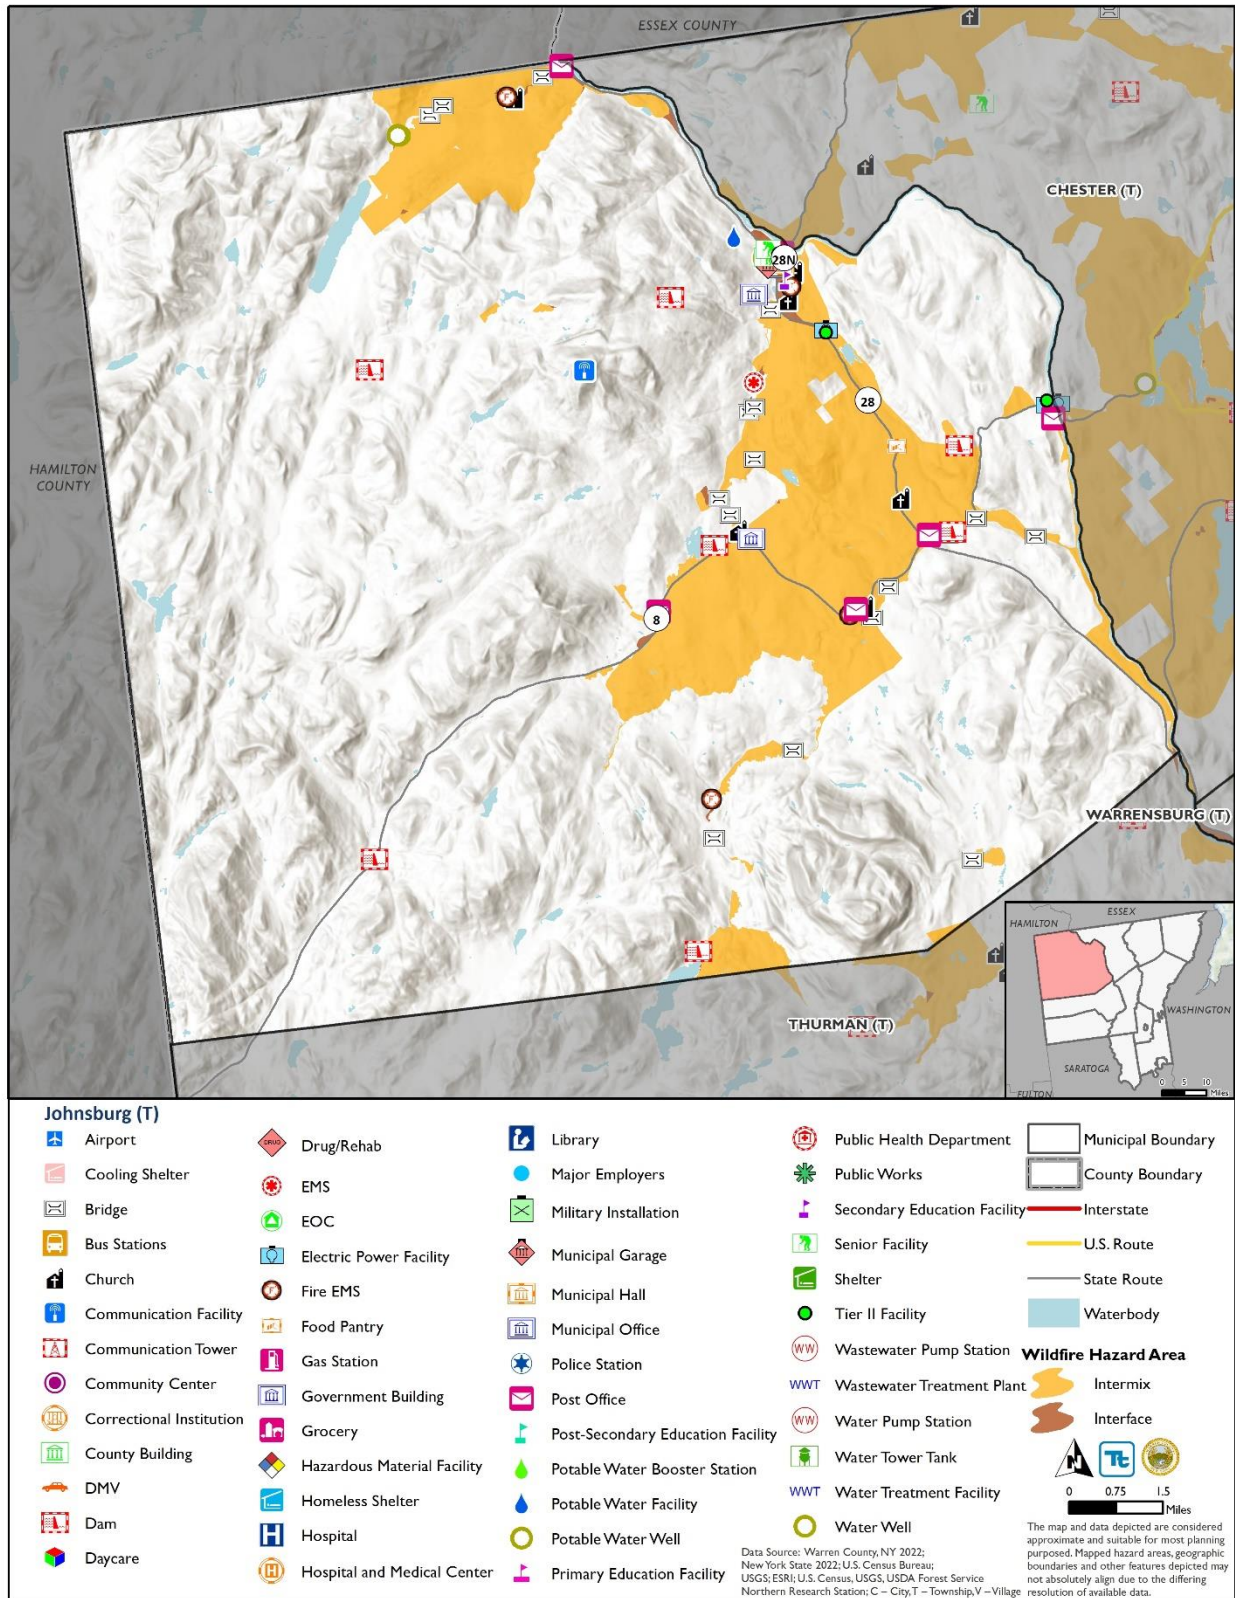 ESSEX COUNTY
CHESTER (T)
28N
28
HAMILTON
COUNTY
8
WARRENSBURG (T)
THURMAN (T)
HAMILTON
ESSEX
WASHINGTON
SARATOGA
FULTON
0 5 10
Miles
Johnsburg (T)
Airport
Cooling Shelter
Bridge
Bus Stations
Church
Communication Facility
Communication Tower
Community Center
Correctional Institution
County Building
DMV
Dam
Daycare
DRUG
Drug/Rehab
EMS
EOC
Electric Power Facility
F
Fire EMS
Food Pantry
Gas Station
Government Building
Grocery
Hazardous Material Facility
Homeless Shelter
H
Hospital
H
Hospital and Medical Center
Library
Major Employers
Military Installation
Municipal Garage
Municipal Hall
Municipal Office
Police Station
Post Office
Post-Secondary Education Facility
Potable Water Booster Station
Potable Water Facility
Potable Water Well
Primary Education Facility
Public Health Department
Public Works
Secondary Education Facility
Senior Facility
Shelter
Tier II Facility
WW
Wastewater Pump Station
WWT
Wastewater Treatment Plant
WW
Water Pump Station
Water Tower Tank
WWT
Water Treatment Facility
Water Well
Municipal Boundary
County Boundary
Interstate
U.S. Route
State Route
Waterbody
Wildfire Hazard Area
Intermix
Interface
N
Tt
0 0.75 1.5
Miles
Data Source: Warren County, NY 2022;
New York State 2022; U.S. Census Bureau;
USGS; ESRI; U.S. Census, USGS, USDA Forest Service
Northern Research Station; C – City, T – Township, V – Village
The map and data depicted are considered
approximate and suitable for most planning
purposed. Mapped hazard areas, geographic
boundaries and other features depicted may
not absolutely align due to the differing
resolution of available data.